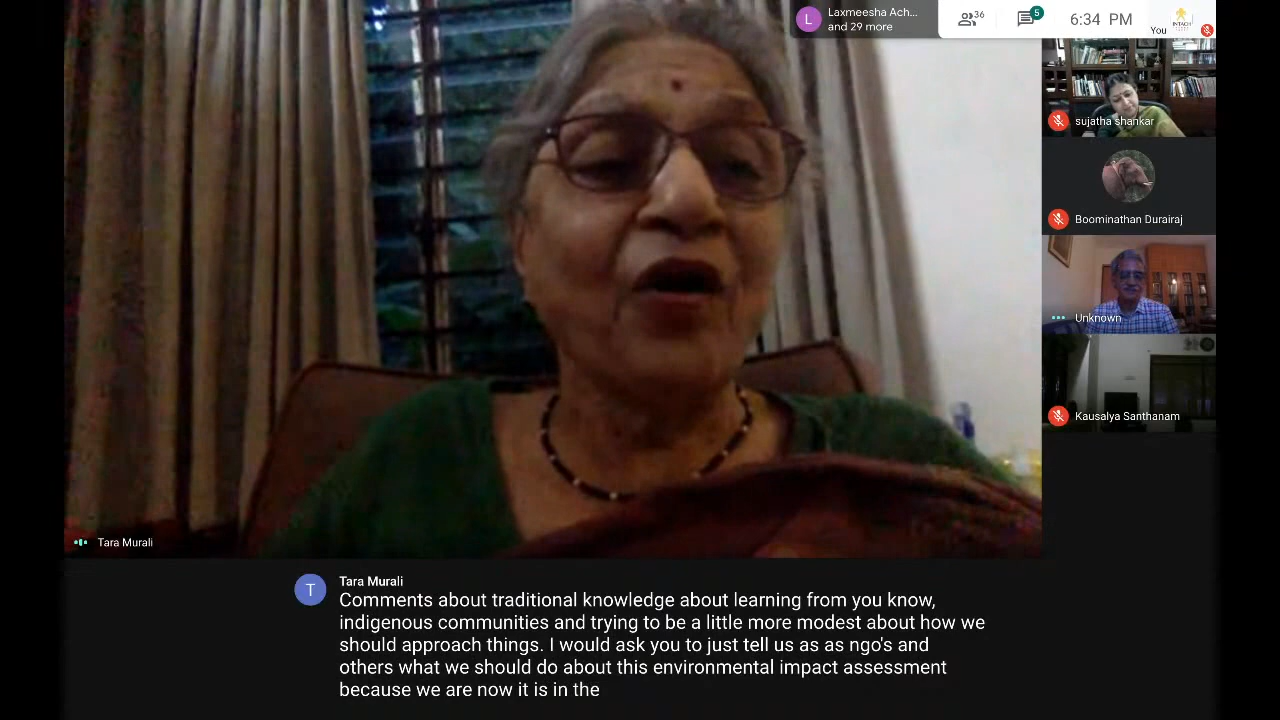 Laxmeesha Ach...
and 29 more
36
5
6:34 PM
L
You
INTACH
sujatha shankar
Boominathan Durairaj
Unknown
Kausalya Santhanam
Tara Murali
T
Tara Murali
Comments about traditional knowledge about learning from you know,
indigenous communities and trying to be a little more modest about how we
should approach things. I would ask you to just tell us as as ngo's and
others what we should do about this environmental impact assessment
because we are now it is in the